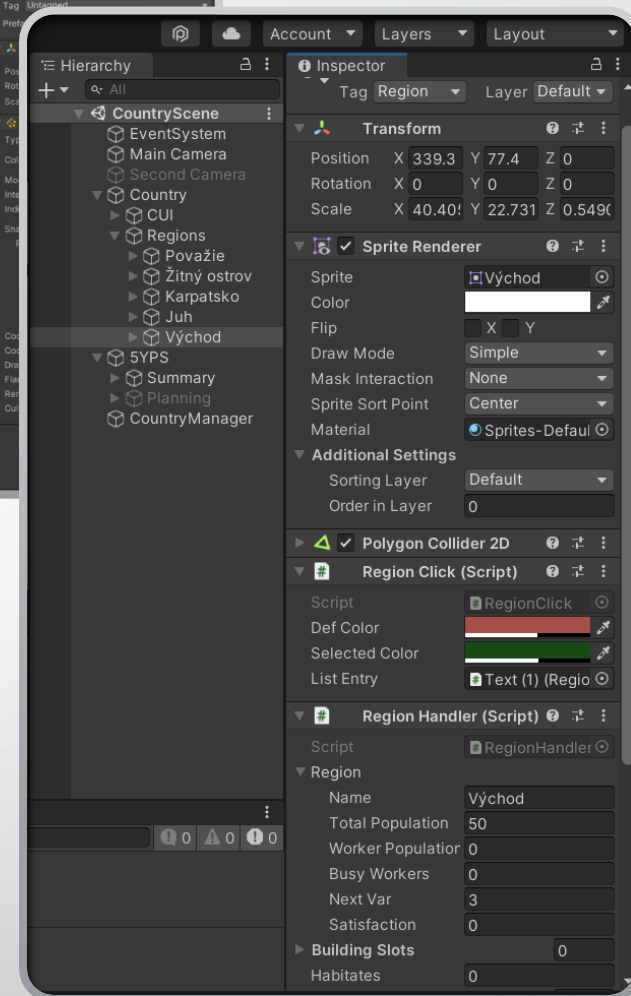 Tag Untagged
Account Layers Layout
Hierarchy
All
CountryScene
EventSystem
Main Camera
Second Camera
Country
CUI
Regions
Považie
Žitný ostrov
Karpatsko
Juh
Východ
5YPS
Summary
Planning
CountryManager
0 0 0
Inspector
Tag Region Layer Default
Transform
Position X 339.3 Y 77.4 Z 0
Rotation X 0 Y 0 Z 0
Scale X 40.40 Y 22.731 Z 0.549
Sprite Renderer
Sprite Východ
Color
Flip X Y
Draw Mode Simple
Mask Interaction None
Sprite Sort Point Center
Material Sprites-Defaul
Additional Settings
Sorting Layer Default
Order in Layer 0
Polygon Collider 2D
Region Click (Script)
Script # RegionClick
Def Color
Selected Color
List Entry # Text (1) (Regio
# Region Handler (Script)
Script # RegionHandler
Region
Name Východ
Total Population 50
Worker Population 0
Busy Workers 0
Next Var 3
Satisfaction 0
Building Slots 0
Habitates 0